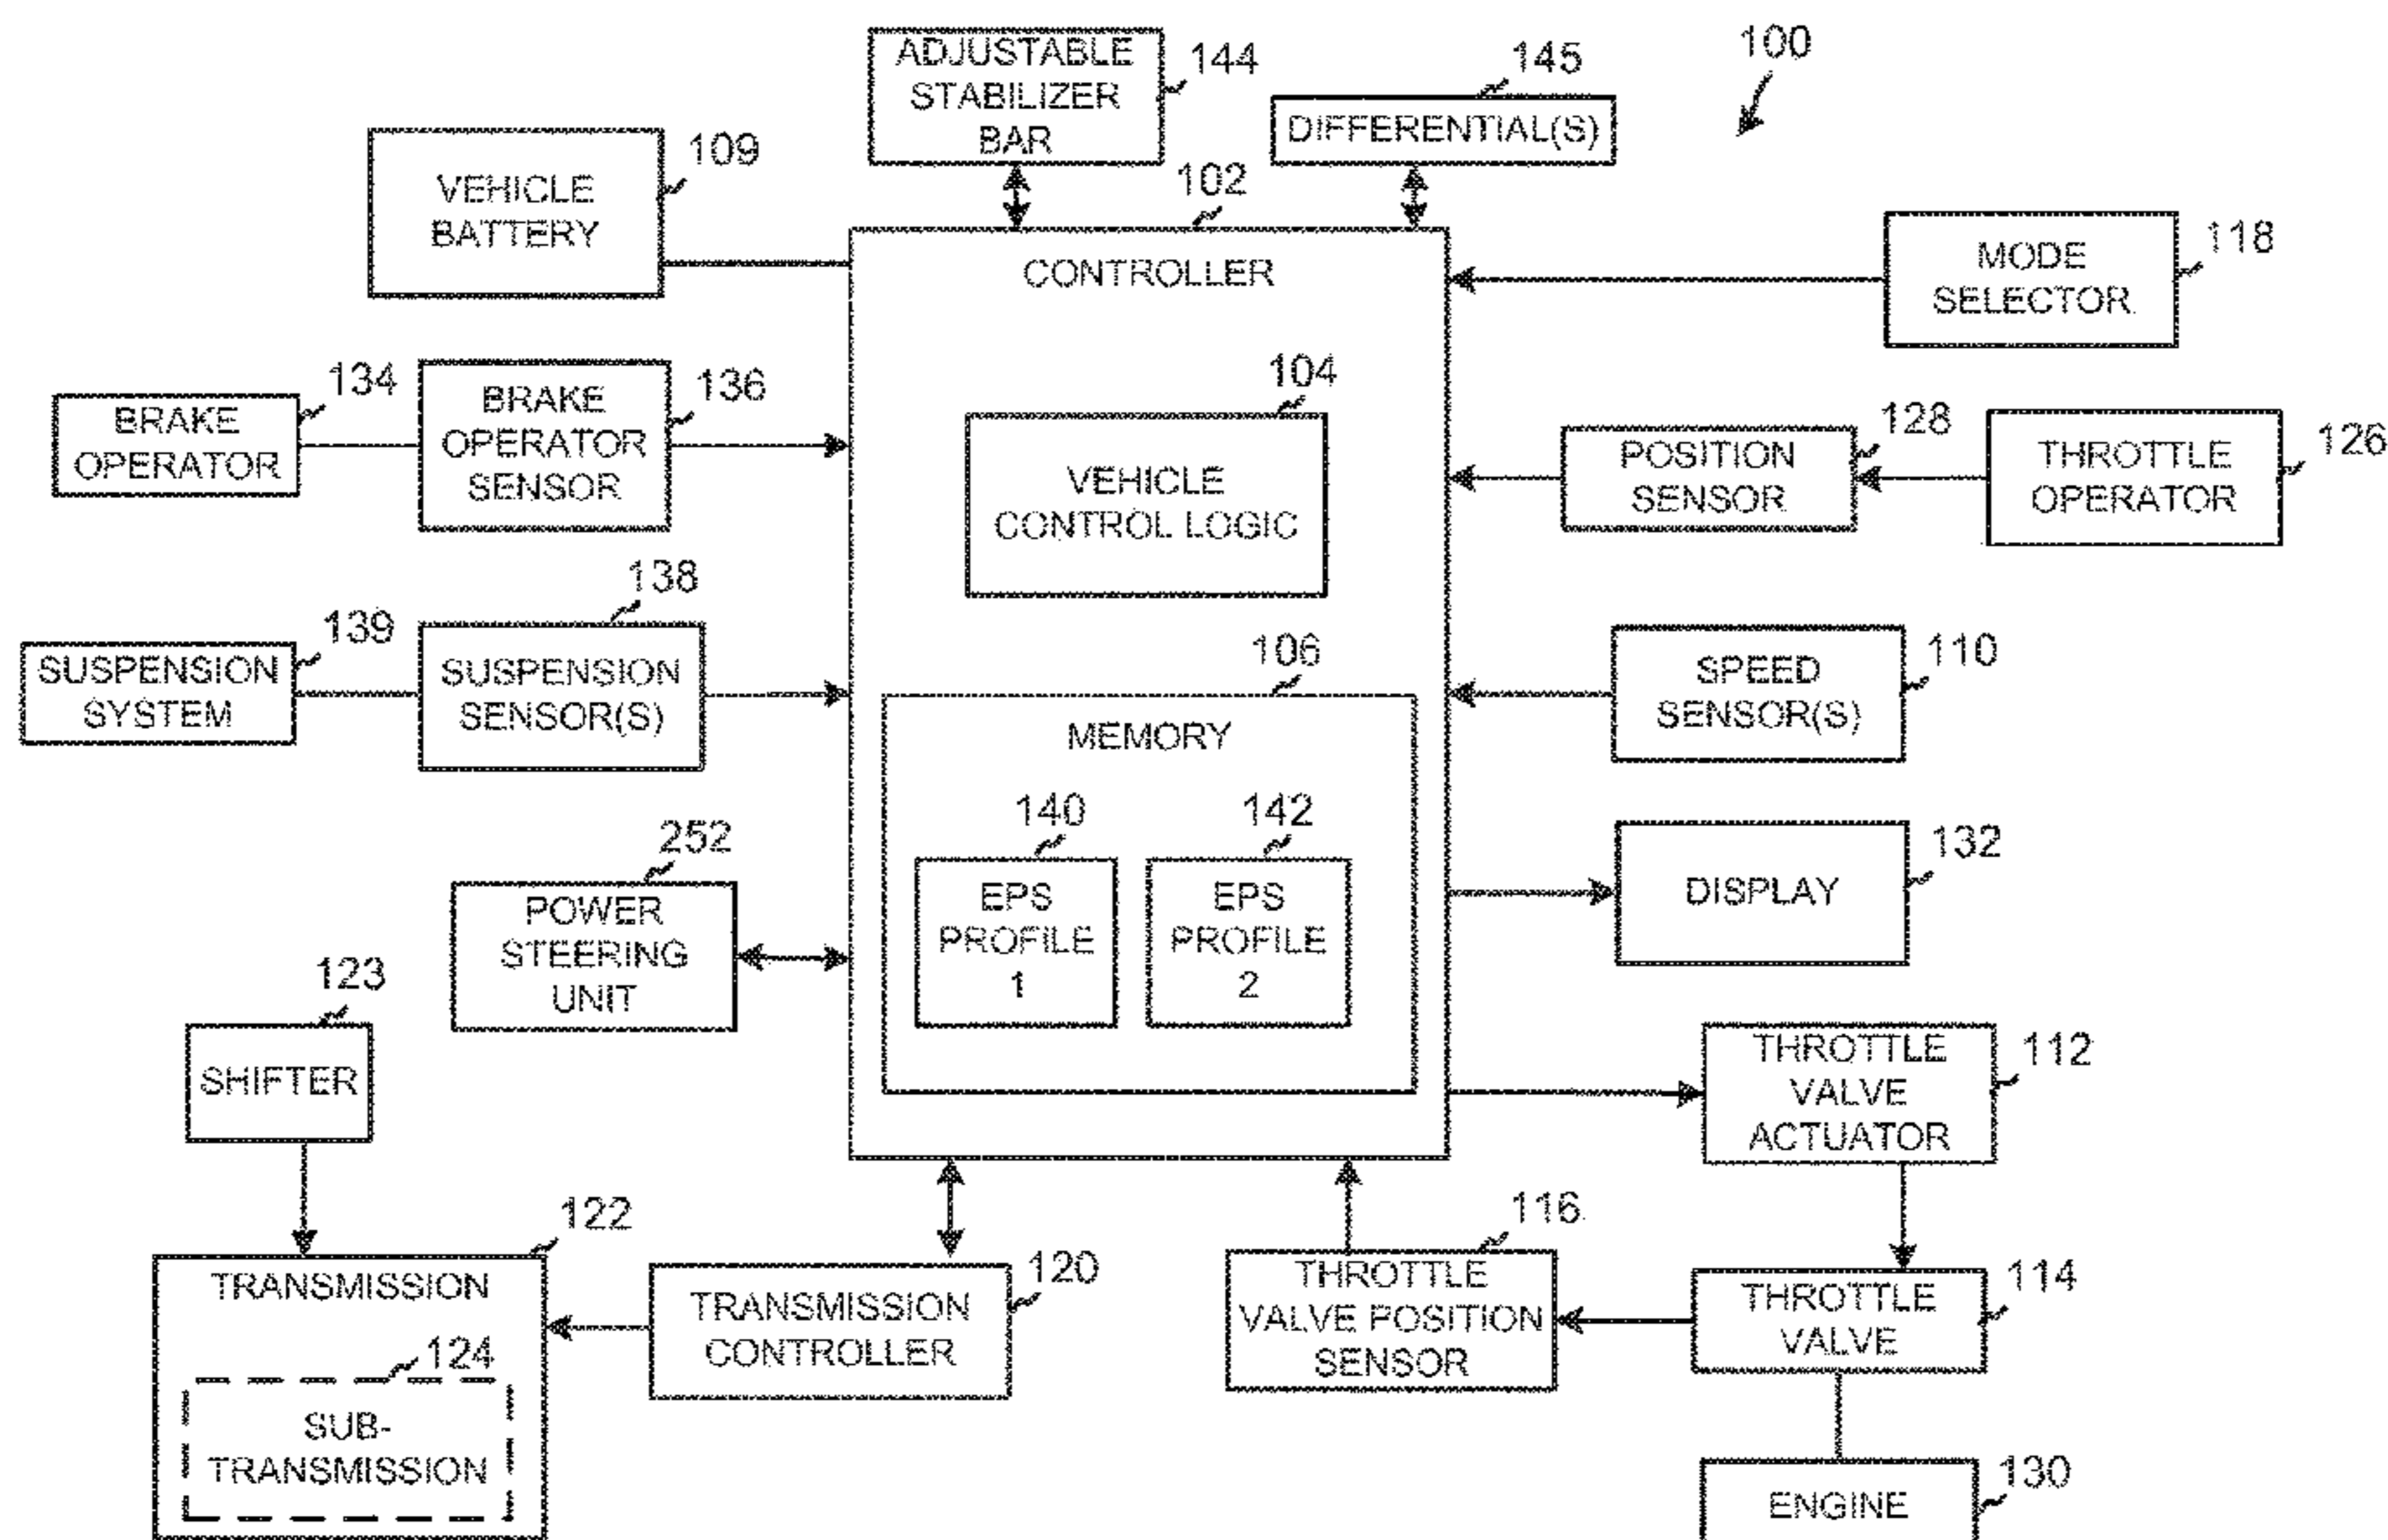 100
ADJUSTABLE
STABILIZER
BAR
144
145
DIFFERENTIAL(S)
VEHICLE
BATTERY
109
102
CONTROLLER
MODE
SELECTOR
118
BRAKE
OPERATOR
134
BRAKE
OPERATOR
SENSOR
136
104
VEHICLE
CONTROL LOGIC
POSITION
SENSOR
128
THROTTLE
OPERATOR
126
SUSPENSION
SYSTEM
139
138
SUSPENSION
SENSOR(S)
106
MEMORY
SPEED
SENSOR(S)
110
140
EPS
PROFILE
1
142
EPS
PROFILE
2
DISPLAY
132
252
POWER
STEERING
UNIT
123
SHIFTER
THROTTLE
VALVE
ACTUATOR
112
122
TRANSMISSION
124
SUB-
TRANSMISSION
TRANSMISSION
CONTROLLER
120
116
THROTTLE
VALVE POSITION
SENSOR
THROTTLE
VALVE
114
ENGINE
130